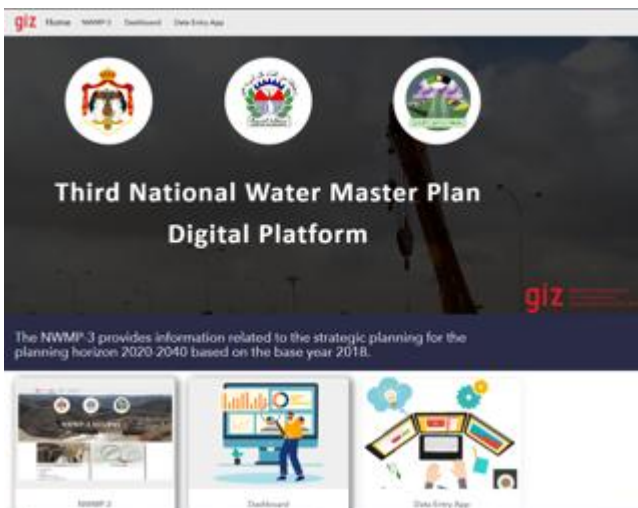 giz Home NWMP-3 Dashboard Data Entry App
Third National Water Master Plan
Digital Platform
giz
The NWMP-3 provides information related to the strategic planning for the
planning horizon 2020-2040 based on the base year 2018.
NWMP-3 Dashboard Data Entry App